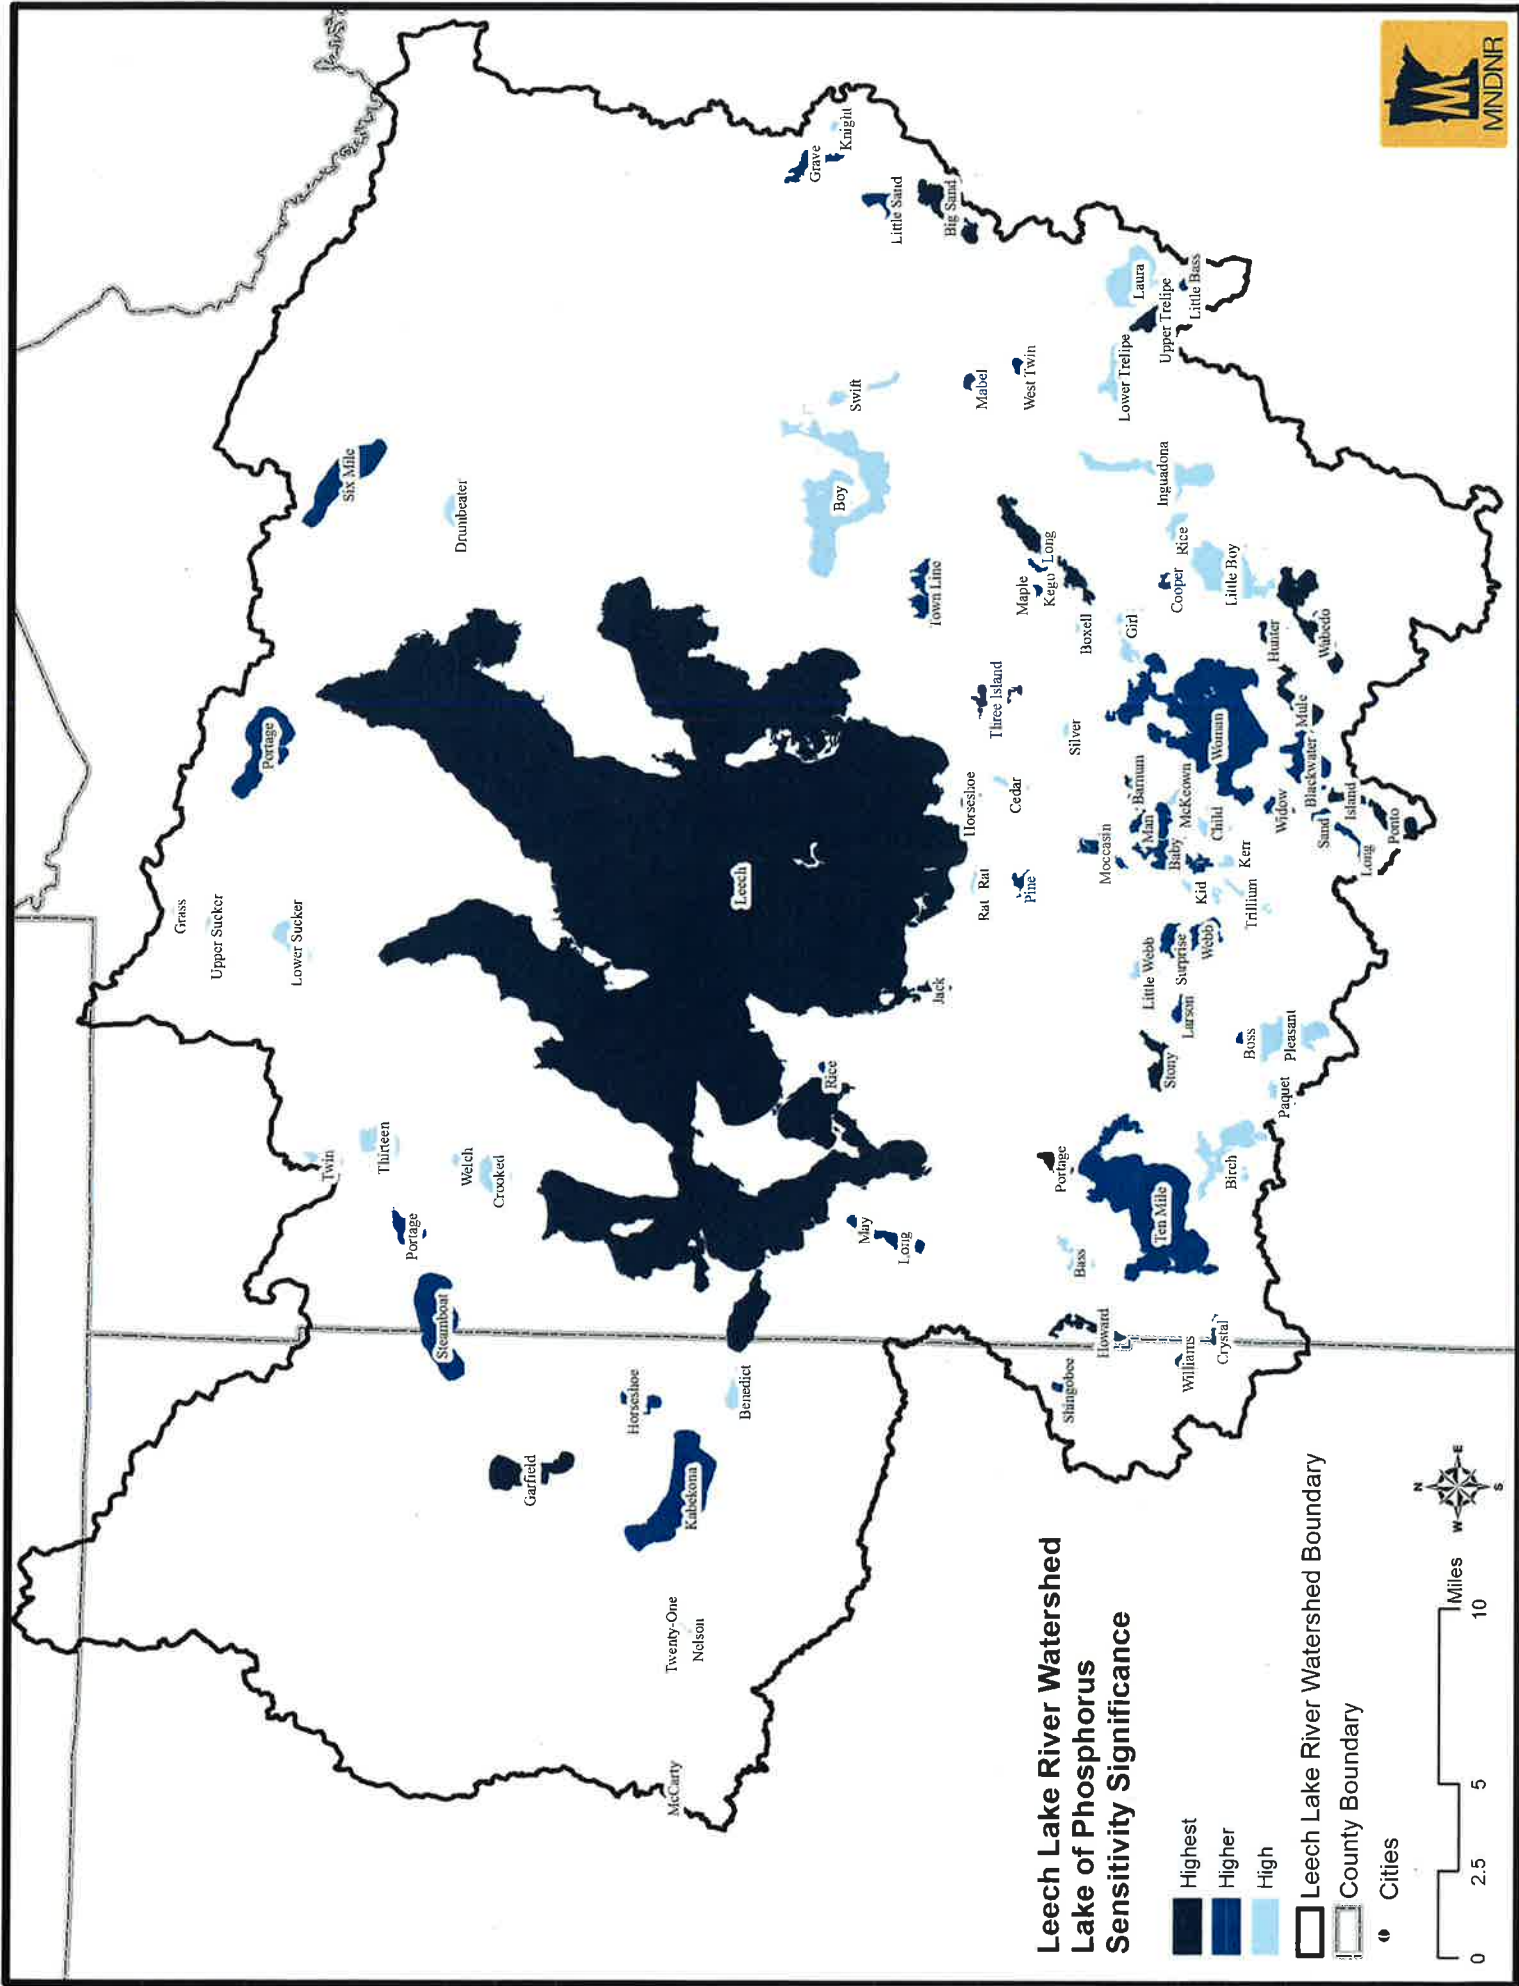 Leech Lake River Watershed
Lake of Phosphorus
Sensitivity Significance
Highest
Higher
High
Leech Lake River Watershed Boundary
County Boundary
Cities
0 2.5 5 10
Miles
N
W E
S
MNDNR
Grass
Upper Sucker
Lower Sucker
Portage
Six Mile
Drumbeater
Twin
Thirteen
Portage
Welch
Crooked
Steamboat
Garfield
Horseshoe
Kabekona
Benedict
Twenty-One
Nelson
McCarty
Leech
Rice
May
Long
Jack
Boy
Swift
Grave
Knight
Little Sand
Big Sand
Town Line
Mabel
West Twin
Three Island
Horseshoe
Cedar
Rat Rat
Pine
Silver
Maple
Kego
Long
Boxell
Girl
Cooper
Rice
Inguadona
Little Boy
Lower Trelipe
Upper Trelipe
Laura
Little Bass
Hunter
Wabedo
Mule
Woman
Blackwater
Barnum
McKeown
Man
Baby
Child
Moccasin
Kerr
Kid
Trillium
Widow
Sand
Island
Long
Ponto
Little Webb
Surprise
Webb
Larson
Stony
Boss
Pleasant
Paquet
Birch
Portage
Ten Mile
Bass
Howard
Shingobee
Williams
Crystal